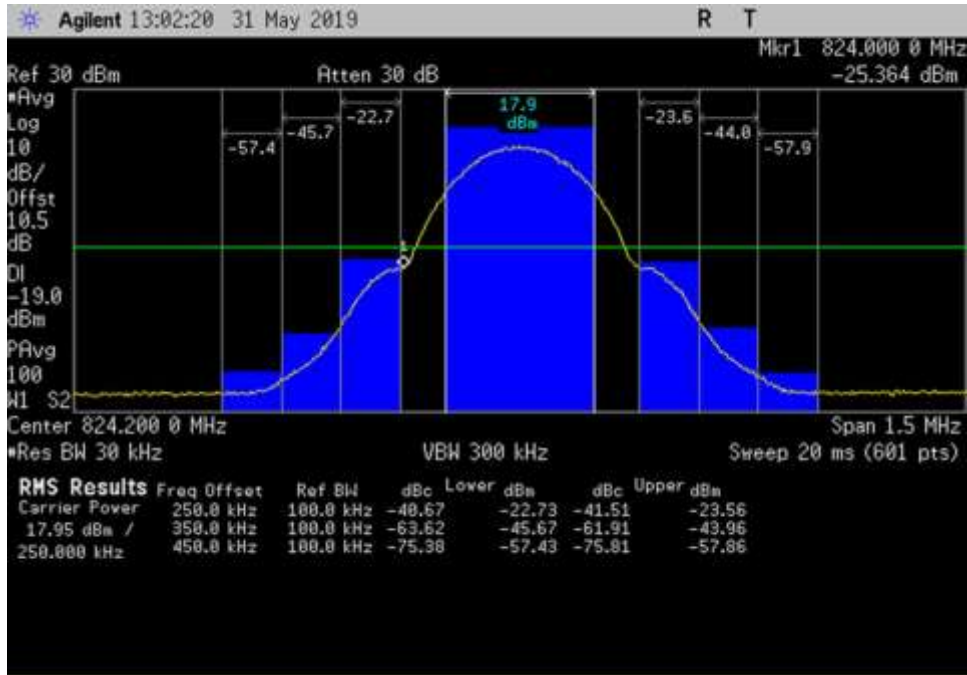 Agilent 13:02:20 31 May 2019 R T
Mkr1 824.000 0 MHz
Ref 30 dBm Atten 30 dB -25.364 dBm
#Avg
Log
10
dB/
Offst
10.5
dB
DI
-19.0
dBm
PAvg
100
W1 S2
17.9
dBm
-57.4
-45.7
-22.7
-23.6
-44.0
-57.9
1
Center 824.200 0 MHz Span 1.5 MHz
#Res BW 30 kHz VBW 300 kHz Sweep 20 ms (601 pts)
RMS Results Freq Offset Ref BW dBc Lower dBm dBc Upper dBm
Carrier Power 250.0 kHz 100.0 kHz -40.67 -22.73 -41.51 -23.56
17.95 dBm / 350.0 kHz 100.0 kHz -63.62 -45.67 -61.91 -43.96
250.000 kHz 450.0 kHz 100.0 kHz -75.38 -57.43 -75.81 -57.86